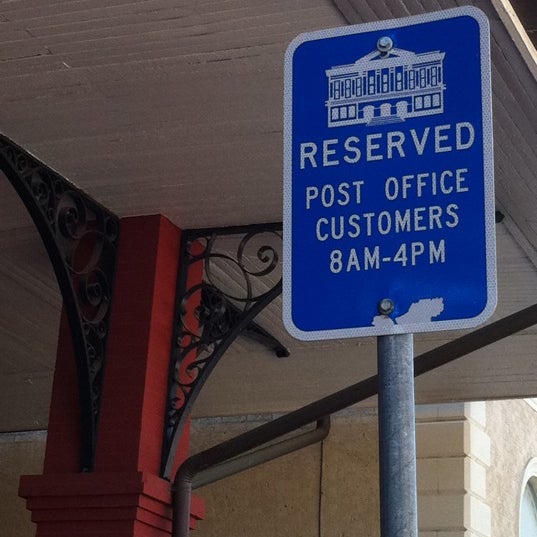 RESERVED
POST OFFICE
CUSTOMERS
8AM-4PM